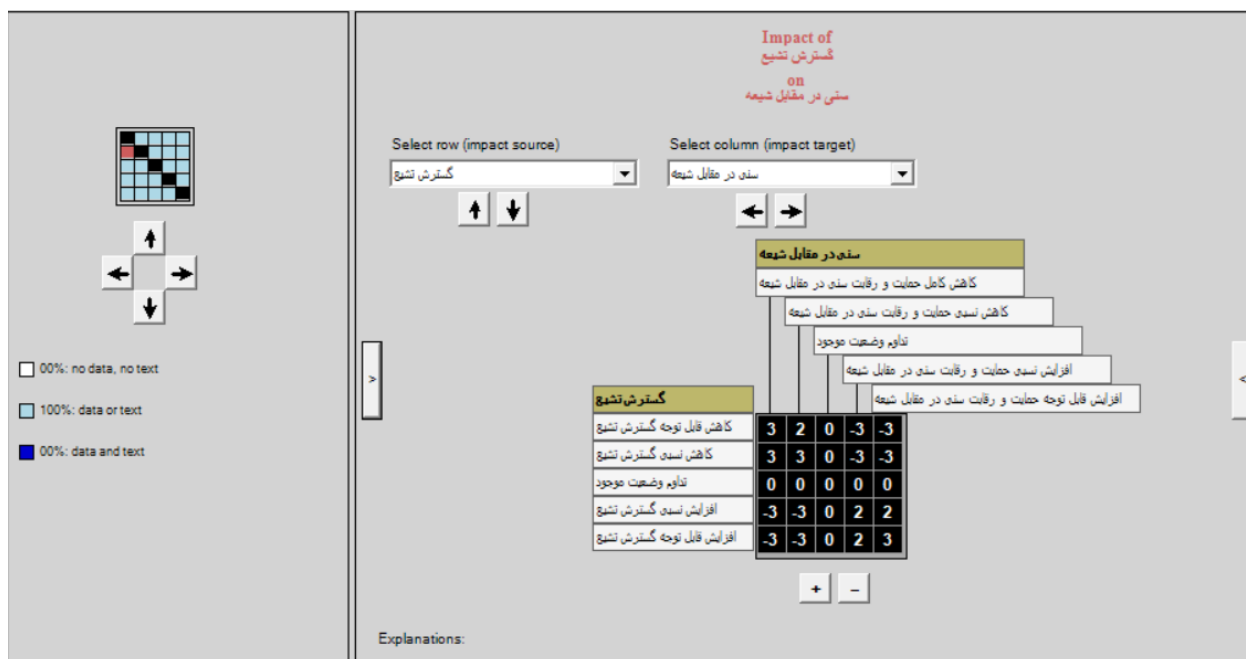 Impact of
گسترش تشیع
on
سنی در مقابل شیعه
Select row (impact source)
Select column (impact target)
گسترش تشیع
سنی در مقابل شیعه
سنی در مقابل شیعه
کاهش کامل حمایت و رقابت سنی در مقابل شیعه
کاهش نسبی حمایت و رقابت سنی در مقابل شیعه
تداوم وضعیت موجود
افزایش نسبی حمایت و رقابت سنی در مقابل شیعه
افزایش قابل توجه حمایت و رقابت سنی در مقابل شیعه
گسترش تشیع
کاهش قابل توجه گسترش تشیع 3 2 0 -3 -3
کاهش نسبی گسترش تشیع 3 3 0 -3 -3
تداوم وضعیت موجود 0 0 0 0 0
افزایش نسبی گسترش تشیع -3 -3 0 2 2
افزایش قابل توجه گسترش تشیع -3 -3 0 2 3
+ -
00%: no data, no text
100%: data or text
00%: data and text
<
<
Explanations: